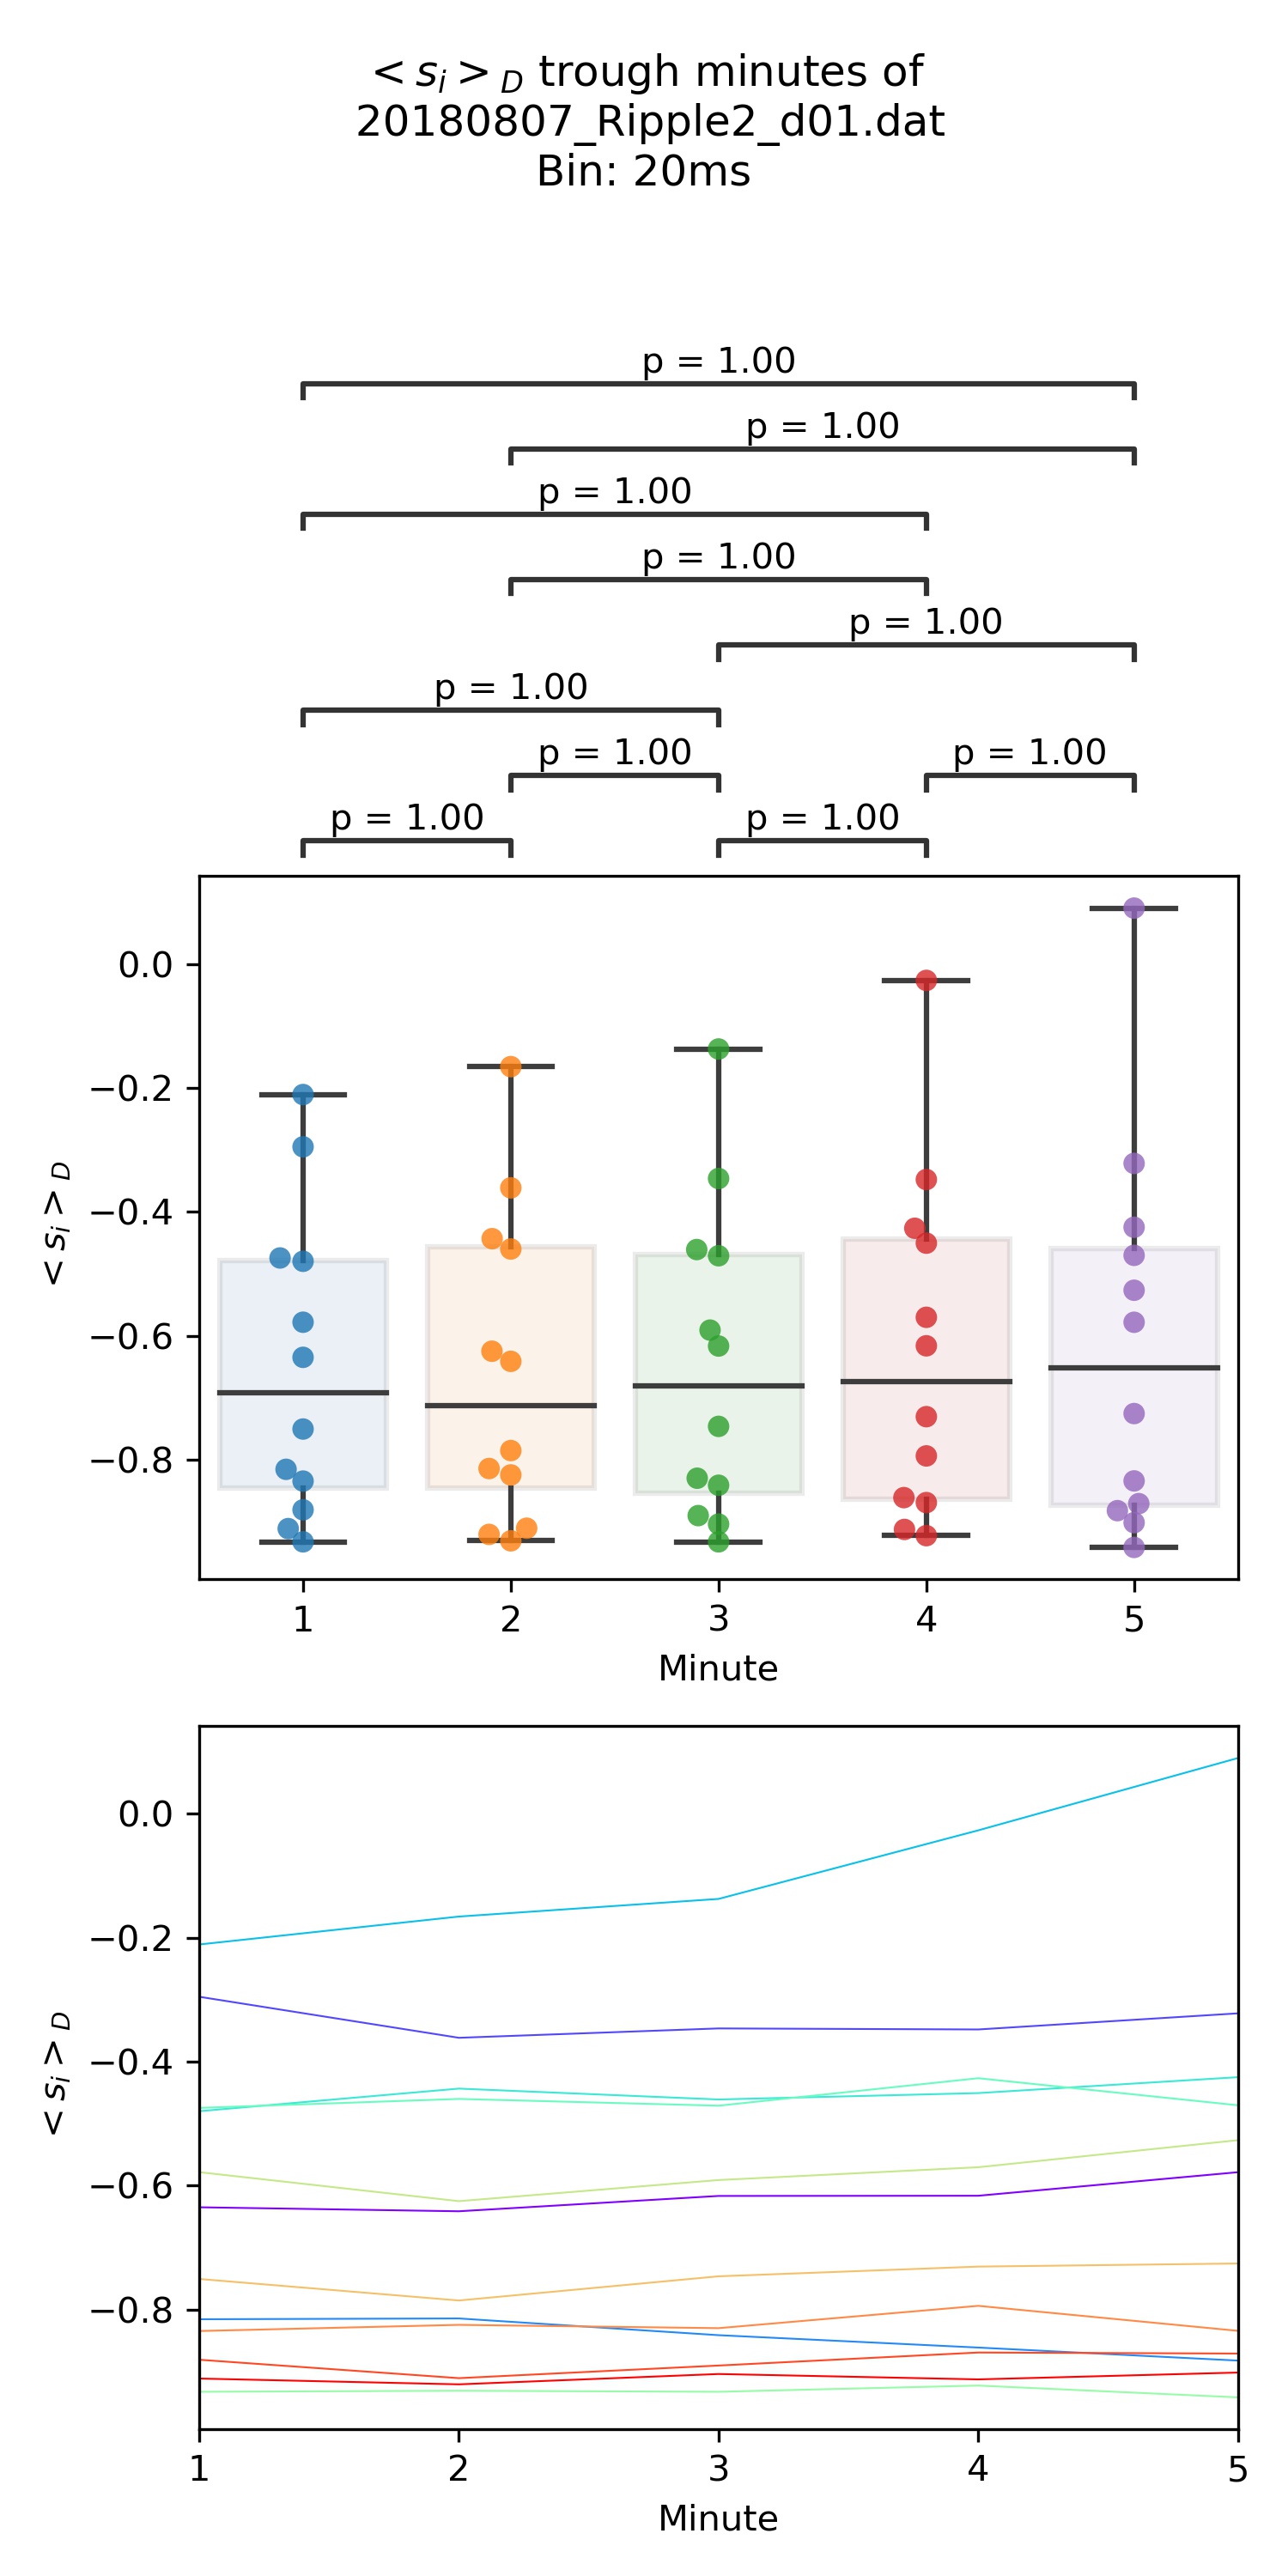 < s_i >_D trough minutes of
20180807_Ripple2_d01.dat
Bin: 20ms
p = 1.00
p = 1.00
p = 1.00
p = 1.00
p = 1.00
p = 1.00
p = 1.00 p = 1.00
p = 1.00 p = 1.00
0.0
−0.2
−0.4
−0.6
−0.8
< s_i >_D
1 2 3 4 5
Minute
0.0
−0.2
−0.4
−0.6
−0.8
< s_i >_D
1 2 3 4 5
Minute